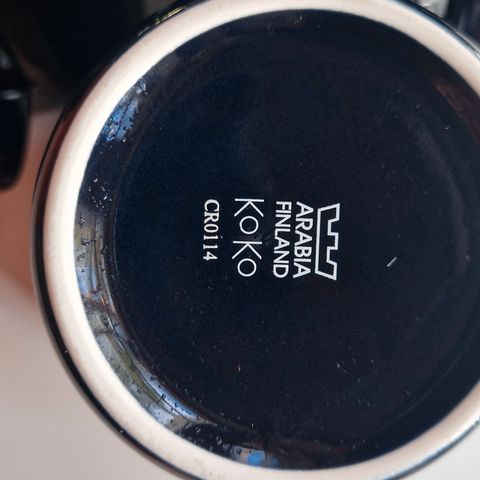 ARABIA
FINLAND
KoKo
CR0114